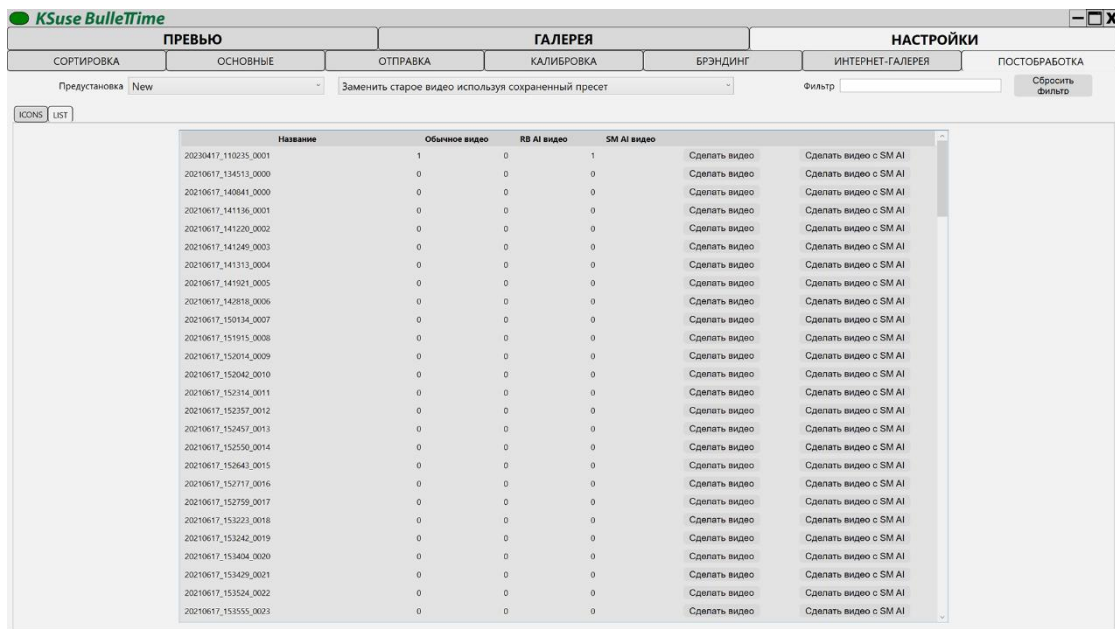 KSuse BulleTime
ПРЕВЬЮ ГАЛЕРЕЯ НАСТРОЙКИ
СОРТИРОВКА ОСНОВНЫЕ ОТПРАВКА КАЛИБРОВКА БРЭНДИНГ ИНТЕРНЕТ-ГАЛЕРЕЯ ПОСТОБРАБОТКА
Предустановка New Заменить старое видео используя сохраненный пресет Фильтр Сбросить фильтр
ICONS LIST
Название Обычное видео RB AI видео SM AI видео
20230417_110235_0001 1 0 1 Сделать видео Сделать видео с SM AI
20210617_134513_0000 0 0 0 Сделать видео Сделать видео с SM AI
20210617_140841_0000 0 0 0 Сделать видео Сделать видео с SM AI
20210617_141136_0001 0 0 0 Сделать видео Сделать видео с SM AI
20210617_141220_0002 0 0 0 Сделать видео Сделать видео с SM AI
20210617_141249_0003 0 0 0 Сделать видео Сделать видео с SM AI
20210617_141313_0004 0 0 0 Сделать видео Сделать видео с SM AI
20210617_141921_0005 0 0 0 Сделать видео Сделать видео с SM AI
20210617_142818_0006 0 0 0 Сделать видео Сделать видео с SM AI
20210617_150134_0007 0 0 0 Сделать видео Сделать видео с SM AI
20210617_151915_0008 0 0 0 Сделать видео Сделать видео с SM AI
20210617_152014_0009 0 0 0 Сделать видео Сделать видео с SM AI
20210617_152042_0010 0 0 0 Сделать видео Сделать видео с SM AI
20210617_152314_0011 0 0 0 Сделать видео Сделать видео с SM AI
20210617_152357_0012 0 0 0 Сделать видео Сделать видео с SM AI
20210617_152457_0013 0 0 0 Сделать видео Сделать видео с SM AI
20210617_152550_0014 0 0 0 Сделать видео Сделать видео с SM AI
20210617_152643_0015 0 0 0 Сделать видео Сделать видео с SM AI
20210617_152717_0016 0 0 0 Сделать видео Сделать видео с SM AI
20210617_152759_0017 0 0 0 Сделать видео Сделать видео с SM AI
20210617_153223_0018 0 0 0 Сделать видео Сделать видео с SM AI
20210617_153242_0019 0 0 0 Сделать видео Сделать видео с SM AI
20210617_153404_0020 0 0 0 Сделать видео Сделать видео с SM AI
20210617_153429_0021 0 0 0 Сделать видео Сделать видео с SM AI
20210617_153524_0022 0 0 0 Сделать видео Сделать видео с SM AI
20210617_153555_0023 0 0 0 Сделать видео Сделать видео с SM AI